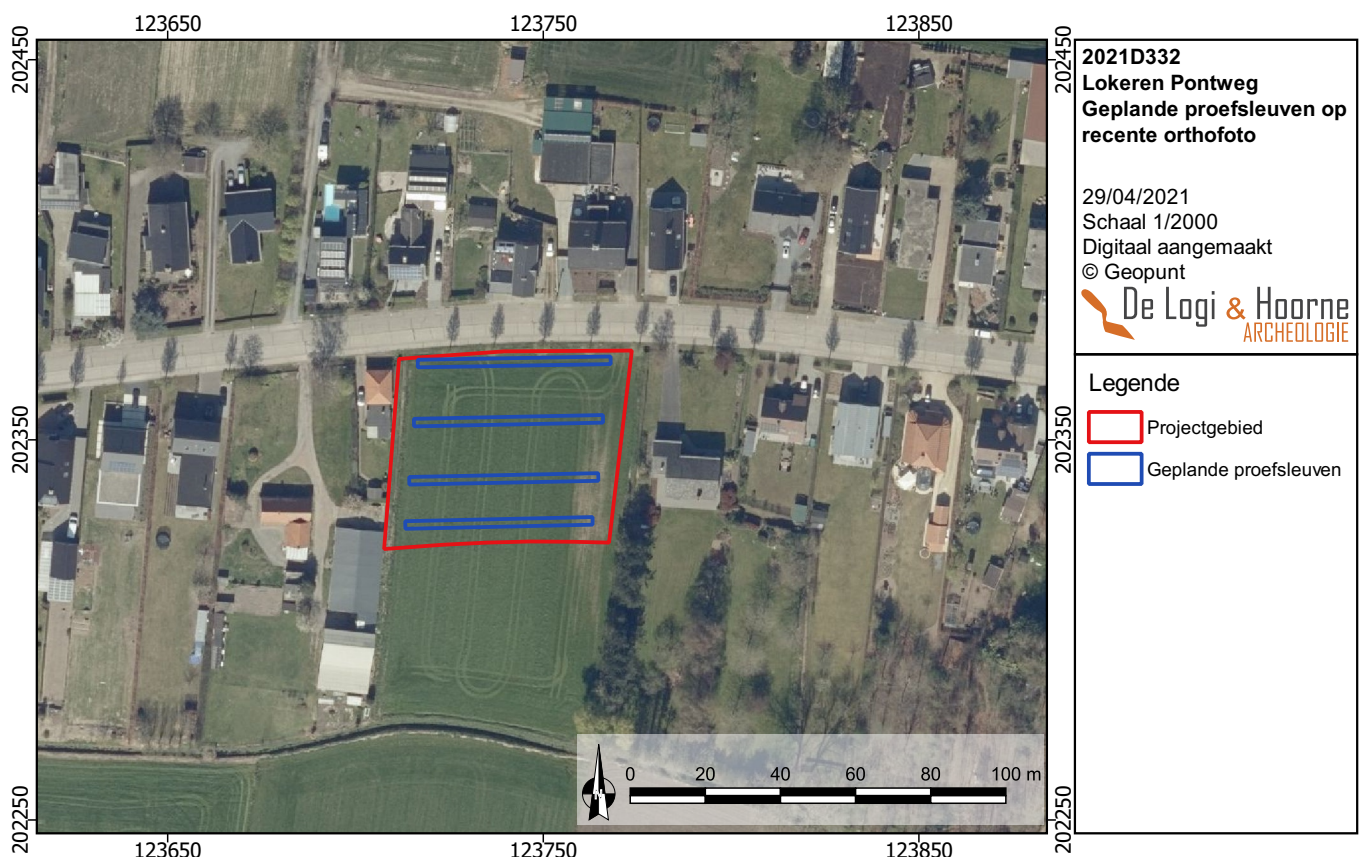 123650
123750
123850
202450
202450
2021D332
Lokeren Pontweg
Geplande proefsleuven op
recente orthofoto
29/04/2021
Schaal 1/2000
Digitaal aangemaakt
© Geopunt
De Logi & Hoorne
ARCHEOLOGIE
Legende
Projectgebied
Geplande proefsleuven
202350
202350
0 20 40 60 80 100 m
N
202250
202250
123650
123750
123850